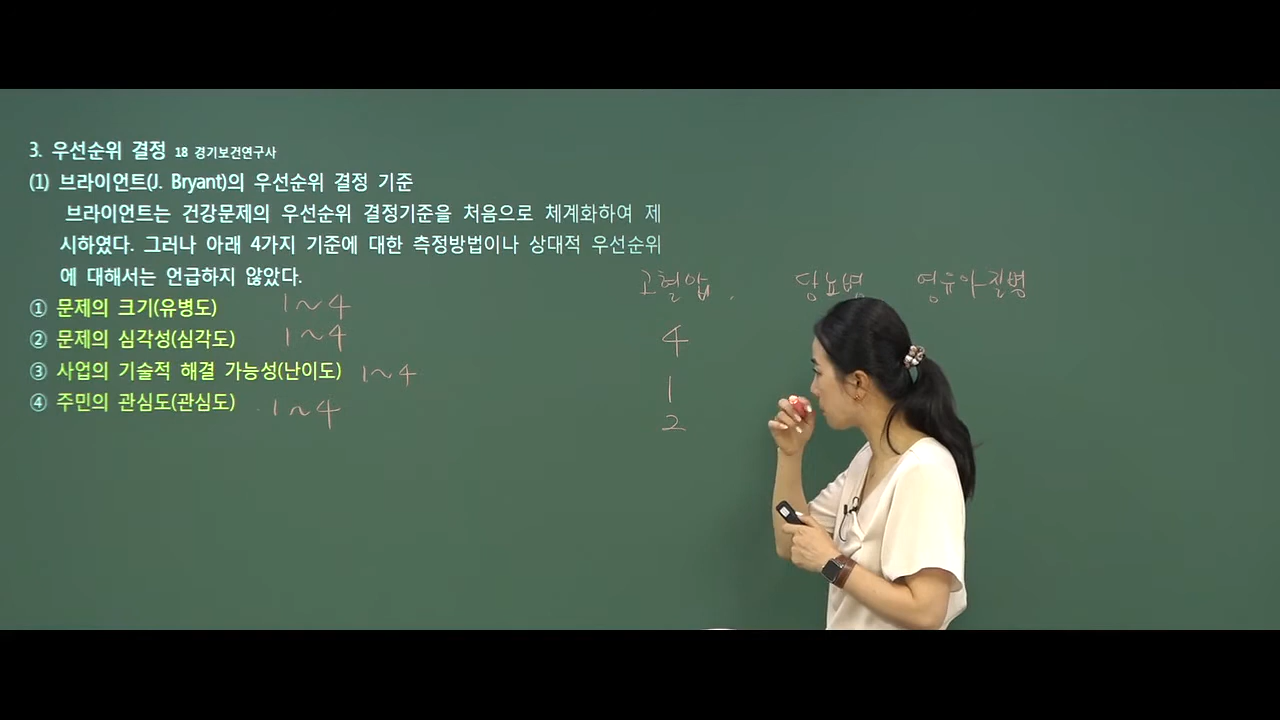 3. 우선순위 결정 18 경기보건연구사
(1) 브라이언트(J. Bryant)의 우선순위 결정 기준
브라이언트는 건강문제의 우선순위 결정기준을 처음으로 체계화하여 제
시하였다. 그러나 아래 4가지 기준에 대한 측정방법이나 상대적 우선순위
에 대해서는 언급하지 않았다.
① 문제의 크기(유병도) 1~4
② 문제의 심각성(심각도) 1~4
③ 사업의 기술적 해결 가능성(난이도) 1~4
④ 주민의 관심도(관심도) 1~4
고혈압 당뇨병 영유아질병
4
1
2